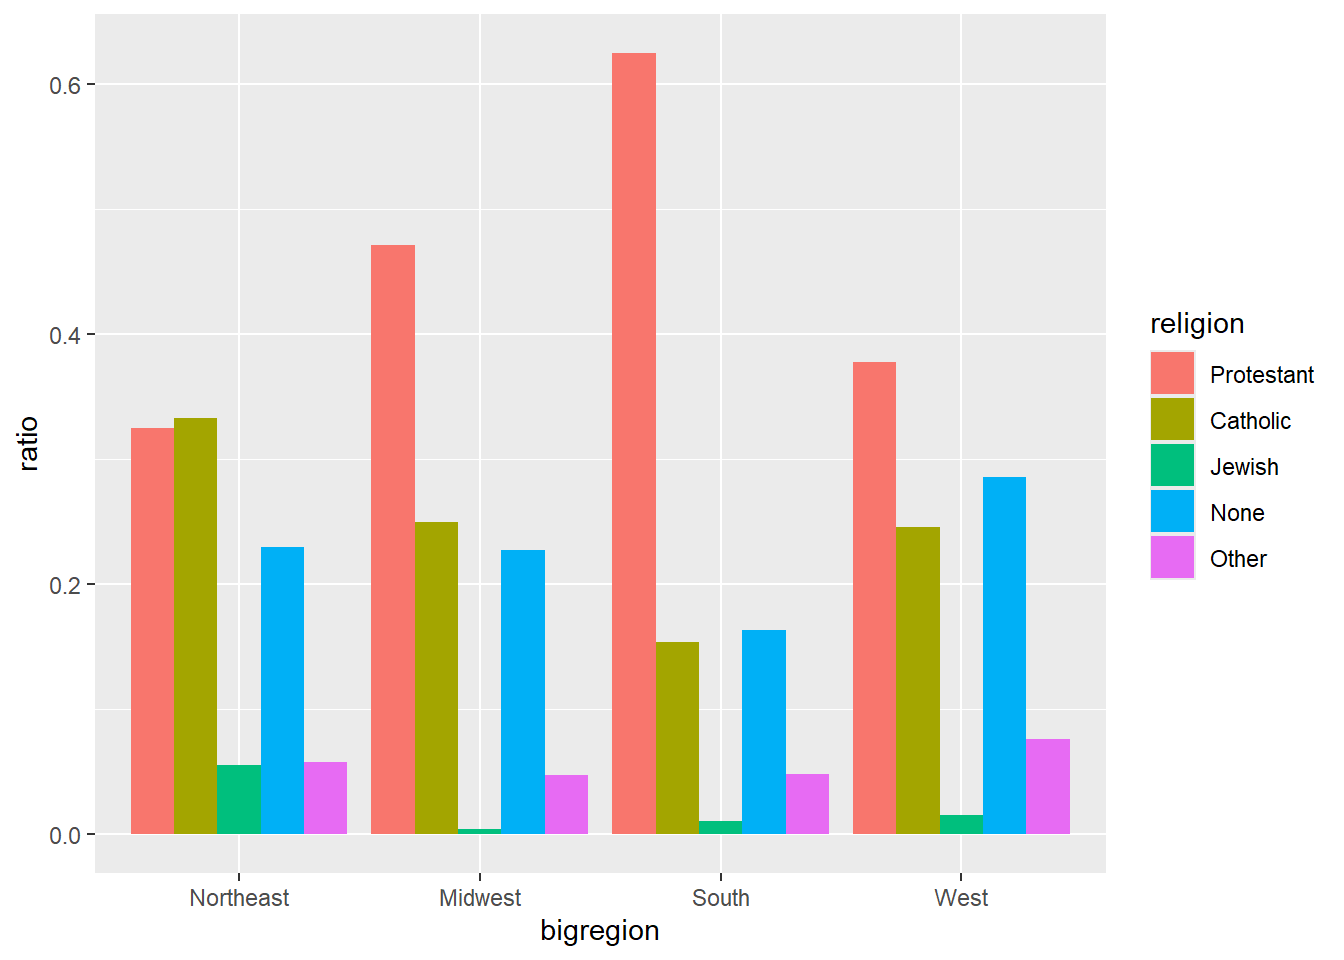 0.6
0.4
0.2
0.0
ratio
Northeast Midwest South West
bigregion
religion
Protestant
Catholic
Jewish
None
Other